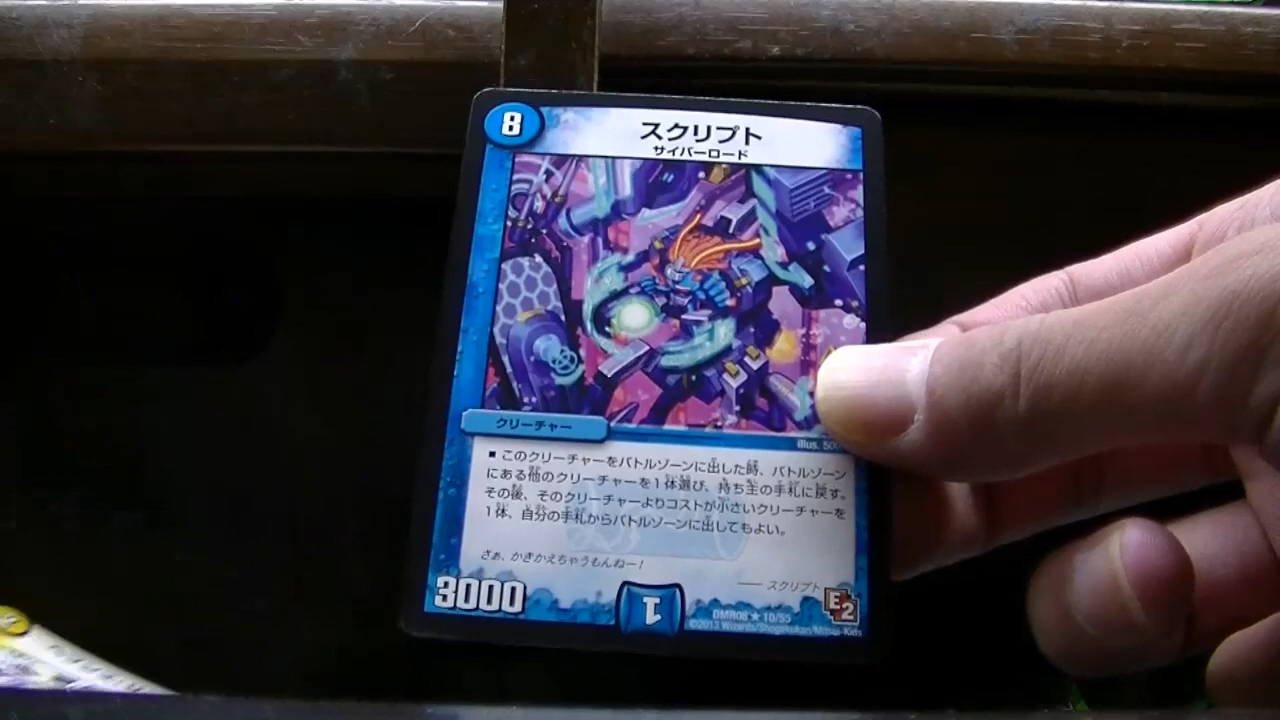 8
スクリプト
サイバーロード
クリーチャー
illus.
■ このクリーチャーをバトルゾーンに出した時、バトルゾーン
にある他のクリーチャーを1体選び、持ち主の手札に戻す。
その後、そのクリーチャーよりコストが小さいクリーチャーを
1体、自分の手札からバトルゾーンに出してもよい。
さぁ、かきかえちゃうもんねー!
—— スクリプト
3000
1
E2
DMR08 ★ 10/55
©2013 Wizards/Shogakukan/Mitsui-Kids